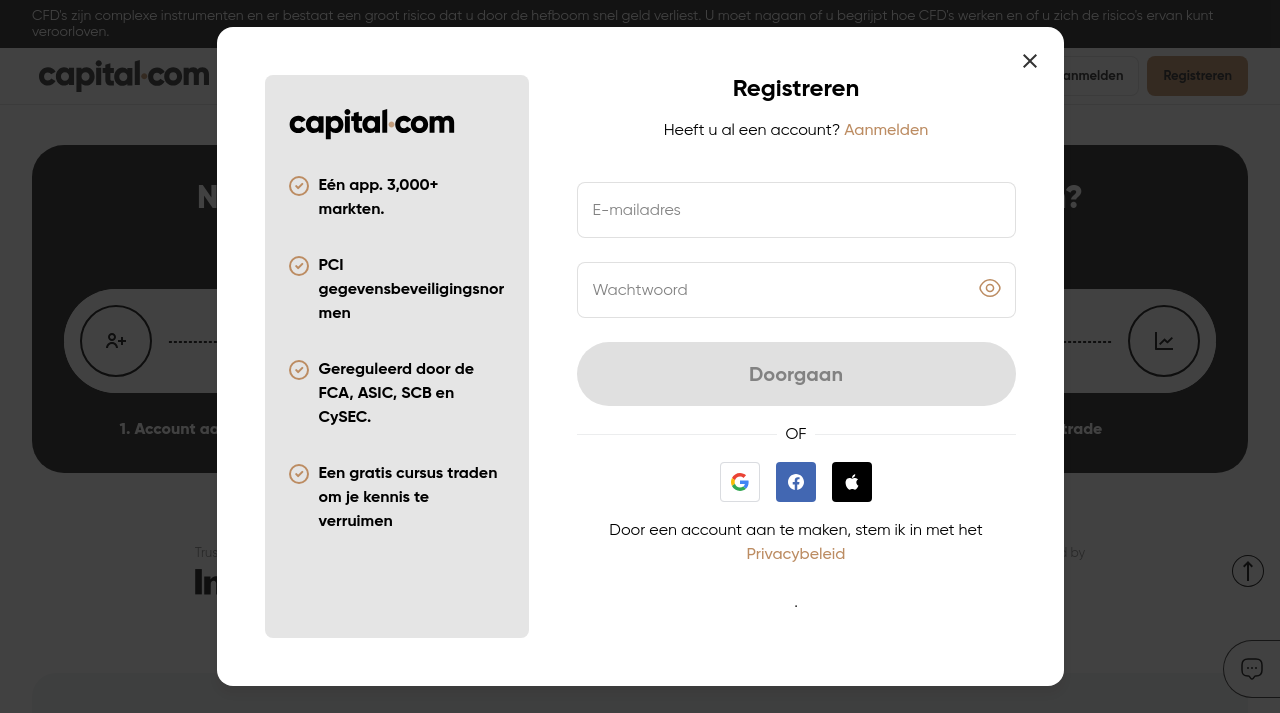 CFD's zijn complexe instrumenten en er bestaat een groot risico dat u door de hefboom snel geld verliest. U moet nagaan of u begrijpt hoe CFD's werken en of u zich de risico's ervan kunt
veroorloven.
capital.com
anmelden
Registreren
capital.com
Eén app. 3,000+
markten.
PCI
gegevensbeveiligingsnor
men
Gereguleerd door de
FCA, ASIC, SCB en
CySEC.
Een gratis cursus traden
om je kennis te
verruimen
Registreren
Heeft u al een account? Aanmelden
E-mailadres
Wachtwoord
Doorgaan
OF
Door een account aan te maken, stem ik in met het
Privacybeleid
.
N
?
1. Account aa
trade
Trus
d by
In